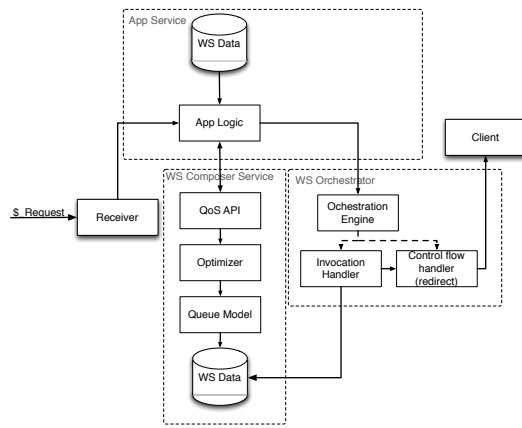 App Service
WS Data
App Logic
Client
WS Composer Service
WS Orchestrator
$_Request
Receiver
QoS API
Ochestration
Engine
Optimizer
Invocation
Handler
Control flow
handler
(redirect)
Queue Model
WS Data